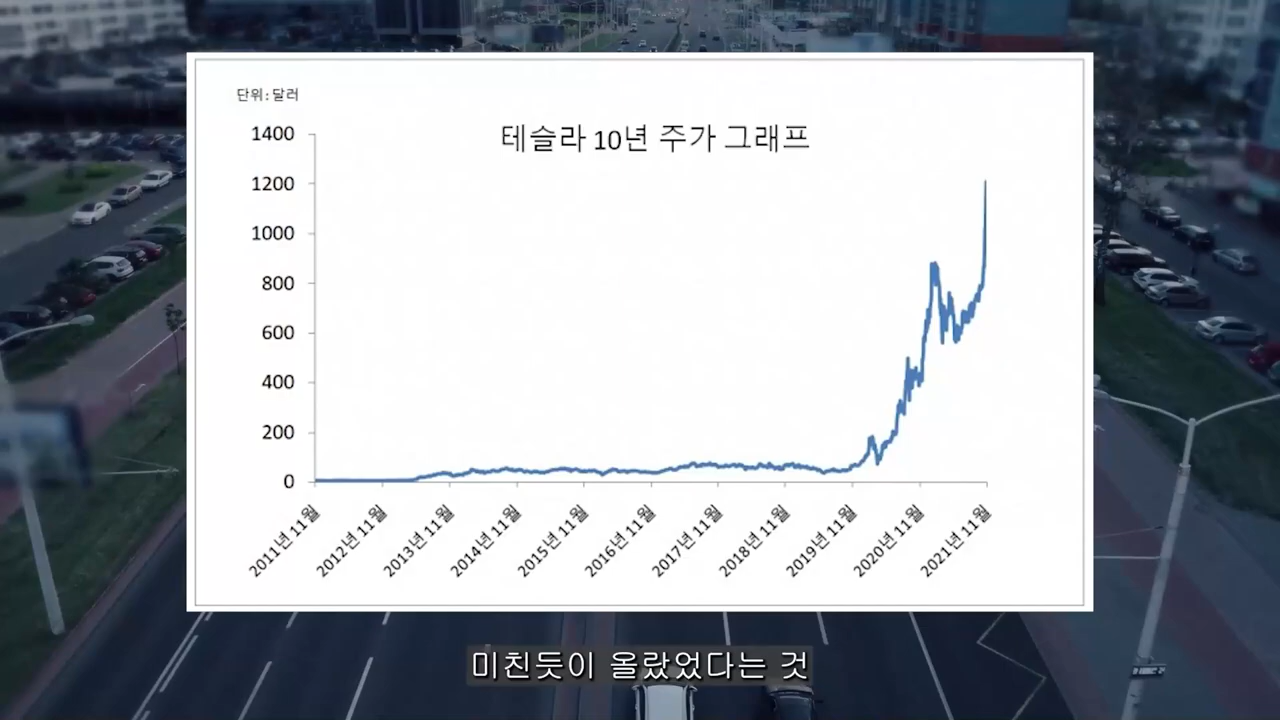 단위:달러
테슬라 10년 주가 그래프
1400
1200
1000
800
600
400
200
0
2011년 11월
2012년 11월
2013년 11월
2014년 11월
2015년 11월
2016년 11월
2017년 11월
2018년 11월
2019년 11월
2020년 11월
2021년 11월
미친듯이 올랐었다는 것